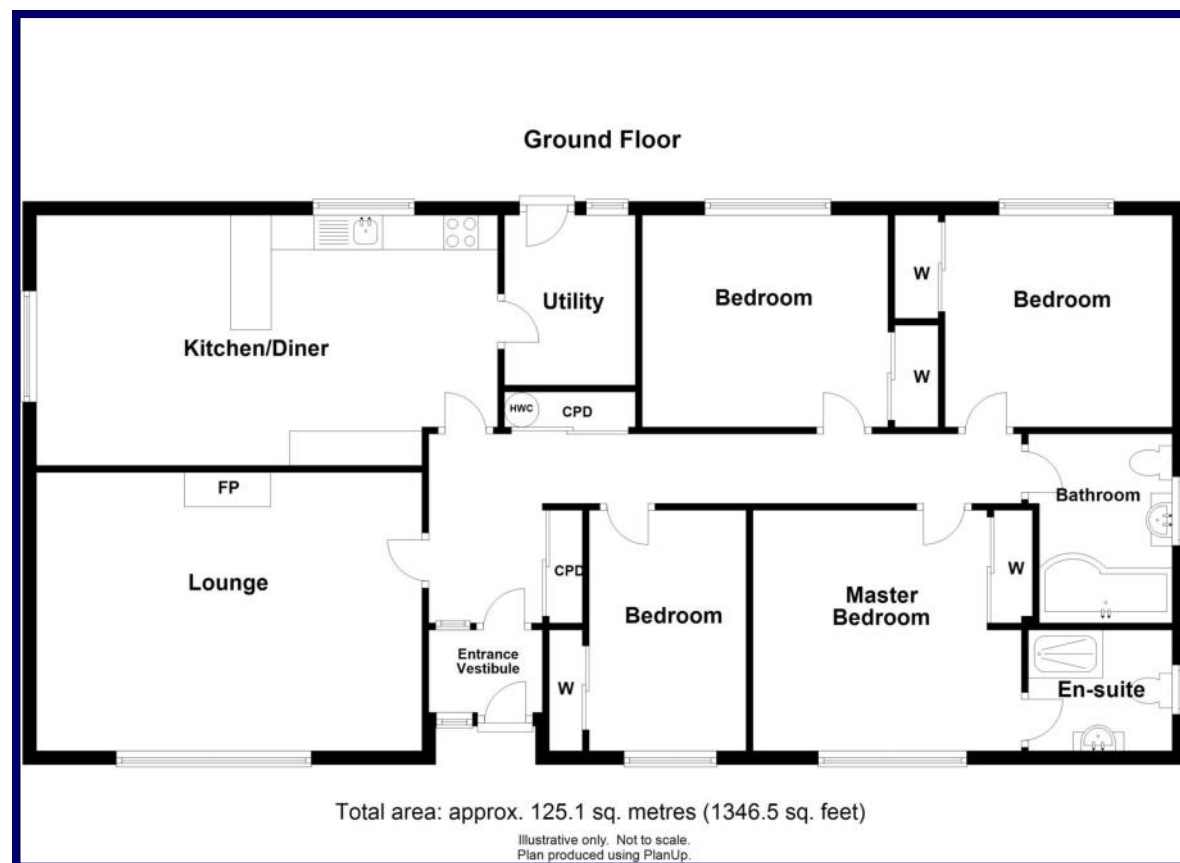 Ground Floor
Kitchen/Diner
Utility
Bedroom
W
Bedroom
W
HWC
CPD
FP
Lounge
CPD
Bedroom
Master
Bedroom
W
Bathroom
Entrance
Vestibule
W
En-suite
Total area: approx. 125.1 sq. metres (1346.5 sq. feet)
Illustrative only. Not to scale.
Plan produced using PlanUp.